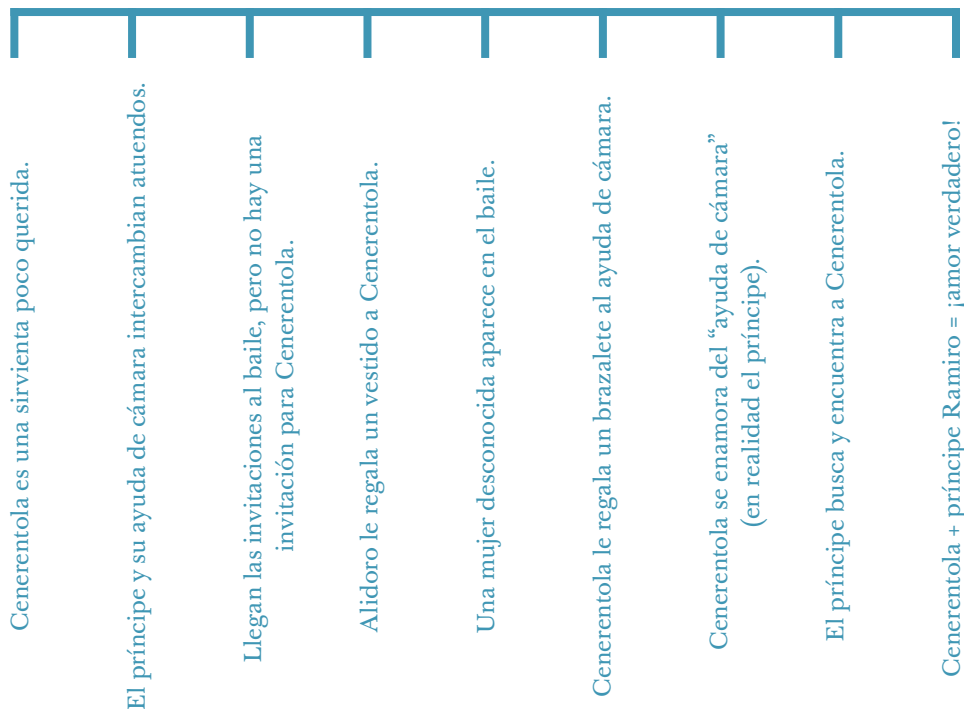 Cenerentola es una sirvienta poco querida.
El príncipe y su ayuda de cámara intercambian atuendos.
Llegan las invitaciones al baile, pero no hay una
invitación para Cenerentola.
Alidoro le regala un vestido a Cenerentola.
Una mujer desconocida aparece en el baile.
Cenerentola le regala un brazalete al ayuda de cámara.
Cenerentola se enamora del “ayuda de cámara”
(en realidad el príncipe).
El príncipe busca y encuentra a Cenerentola.
Cenerentola + príncipe Ramiro = ¡amor verdadero!